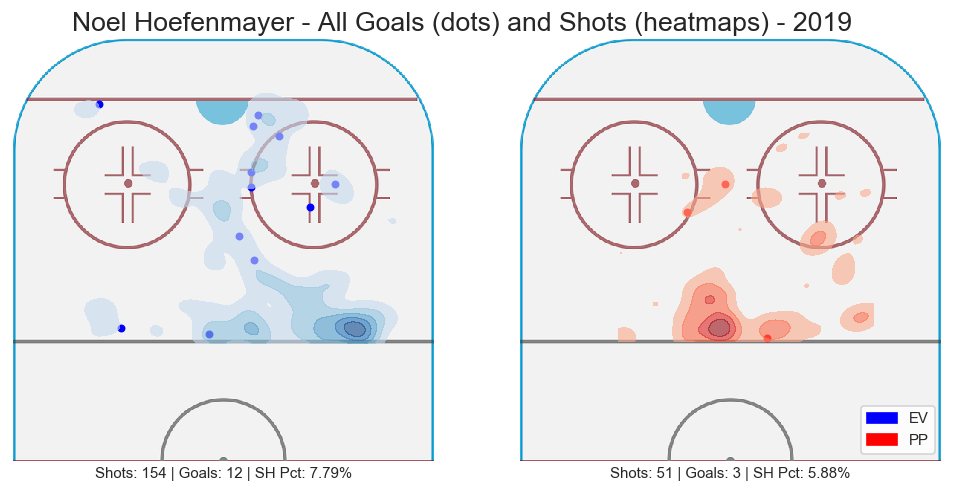 Noel Hoefenmayer - All Goals (dots) and Shots (heatmaps) - 2019
EV
PP
Shots: 154 | Goals: 12 | SH Pct: 7.79%
Shots: 51 | Goals: 3 | SH Pct: 5.88%